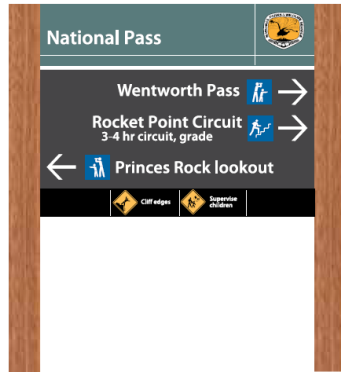 National Pass
Wentworth Pass
Rocket Point Circuit
3-4 hr circuit, grade
Princes Rock lookout
Cliff edges
Supervise
children